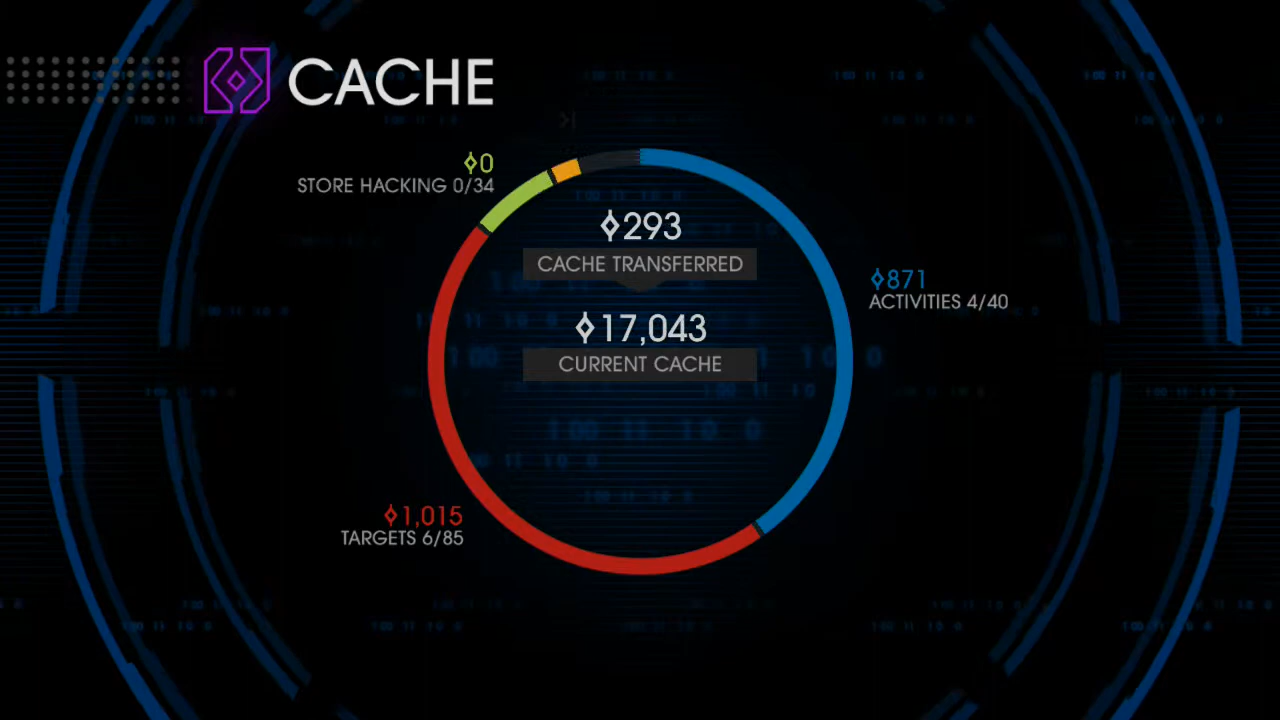 CACHE
0
STORE HACKING 0/34
293
CACHE TRANSFERRED
871
ACTIVITIES 4/40
17,043
CURRENT CACHE
1,015
TARGETS 6/85